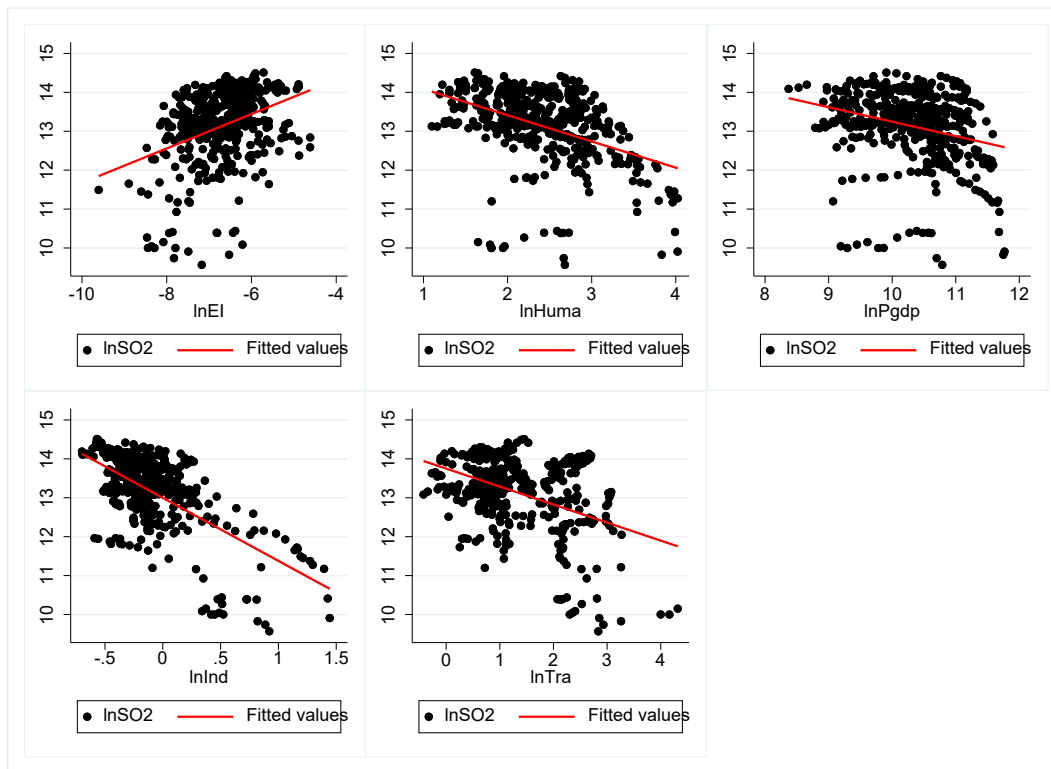 15
14
13
12
11
10
-10 -8 -6 -4
lnEI
lnSO2 Fitted values
15
14
13
12
11
10
1 2 3 4
lnHuma
lnSO2 Fitted values
15
14
13
12
11
10
8 9 10 11 12
lnPgdp
lnSO2 Fitted values
15
14
13
12
11
10
-.5 0 .5 1 1.5
lnInd
lnSO2 Fitted values
15
14
13
12
11
10
0 1 2 3 4
lnTra
lnSO2 Fitted values